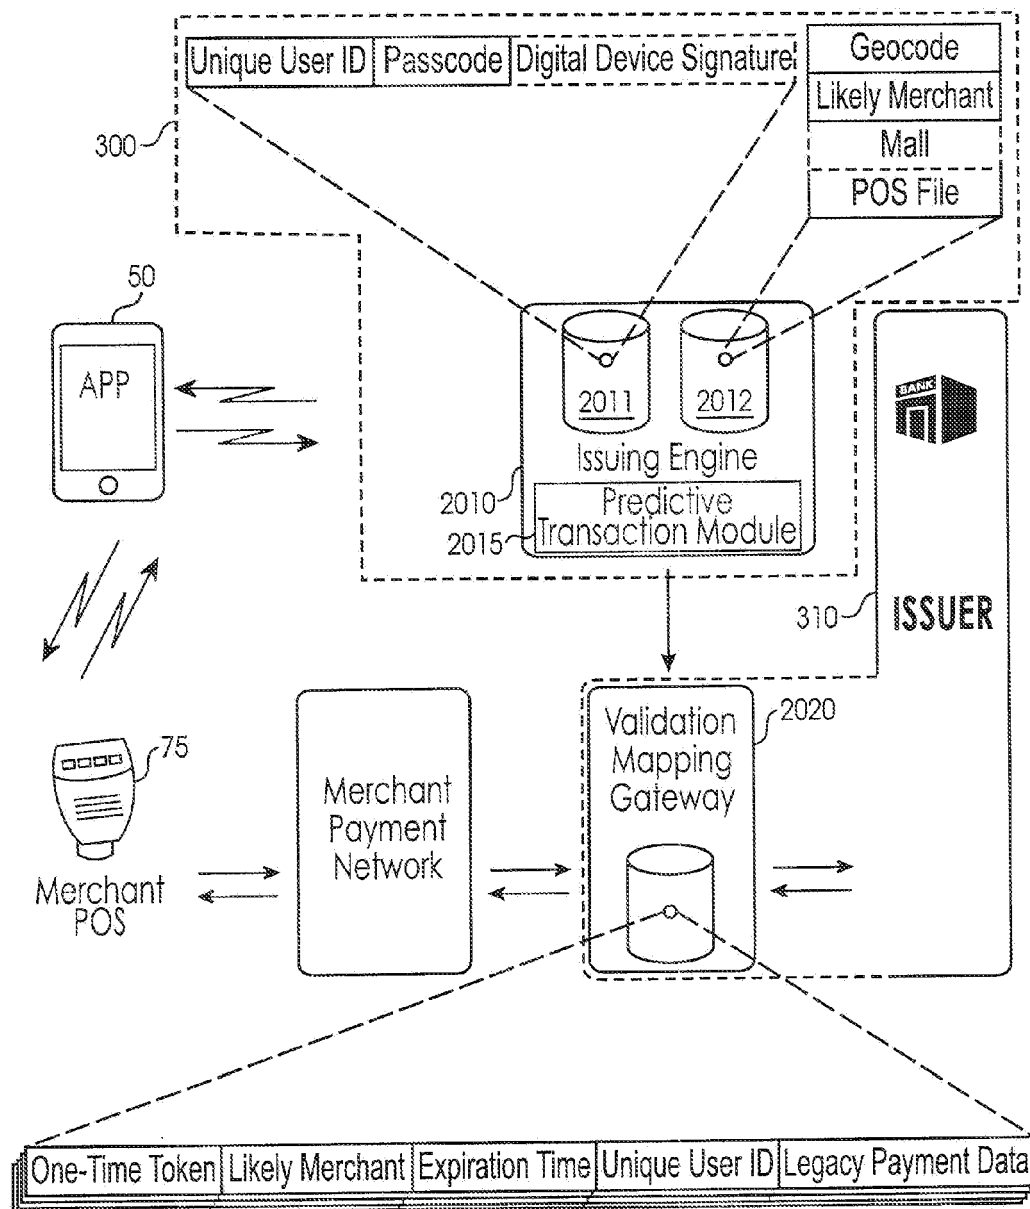 Unique User ID Passcode Digital Device Signature
Geocode
Likely Merchant
Mall
POS File
300
50
APP
2011
2012
Issuing Engine
2010
Predictive
Transaction Module
2015
BANK
310
ISSUER
2020
Validation
Mapping
Gateway
75
Merchant
Payment
Network
Merchant
POS
One-Time Token Likely Merchant Expiration Time Unique User ID Legacy Payment Data